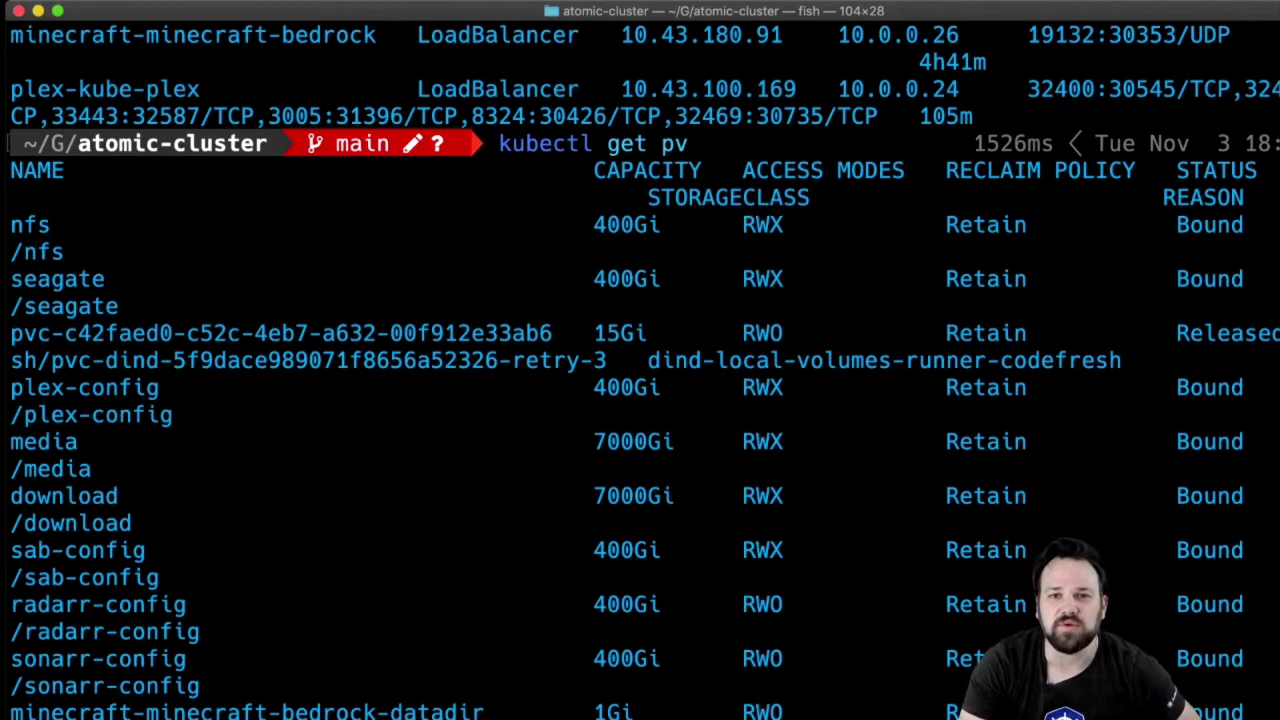 atomic-cluster — ~/G/atomic-cluster — fish — 104×28
minecraft-minecraft-bedrock LoadBalancer 10.43.180.91 10.0.0.26 19132:30353/UDP
4h41m
plex-kube-plex LoadBalancer 10.43.100.169 10.0.0.24 32400:30545/TCP,324
CP,33443:32587/TCP,3005:31396/TCP,8324:30426/TCP,32469:30735/TCP 105m
~/G/atomic-cluster main ? kubectl get pv 1526ms Tue Nov 3 18:
NAME CAPACITY ACCESS MODES RECLAIM POLICY STATUS
STORAGECLASS REASON
nfs 400Gi RWX Retain Bound
/nfs
seagate 400Gi RWX Retain Bound
/seagate
pvc-c42faed0-c52c-4eb7-a632-00f912e33ab6 15Gi RWO Retain Released
sh/pvc-dind-5f9dace989071f8656a52326-retry-3 dind-local-volumes-runner-codefresh
plex-config 400Gi RWX Retain Bound
/plex-config
media 7000Gi RWX Retain Bound
/media
download 7000Gi RWX Retain Bound
/download
sab-config 400Gi RWX Retain Bound
/sab-config
radarr-config 400Gi RWO Retain Bound
/radarr-config
sonarr-config 400Gi RWO Ret Bound
/sonarr-config
minecraft-minecraft-bedrock-datadir 1Gi RWO ound